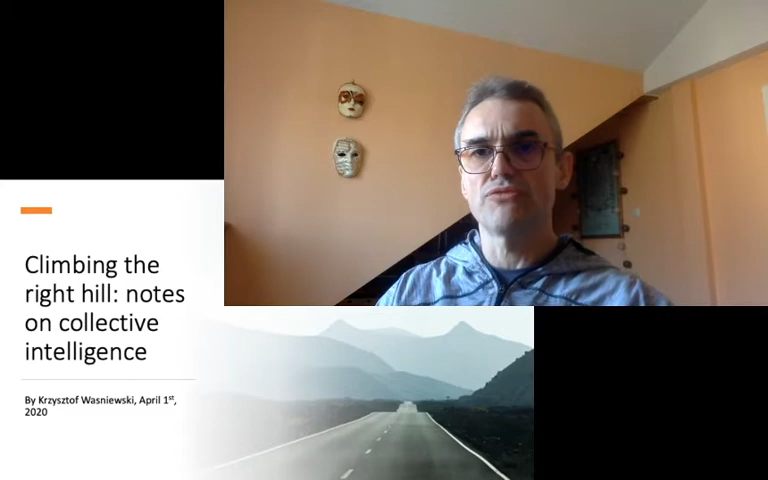 Climbing the
right hill: notes
on collective
intelligence
By Krzysztof Wasniewski, April 1st,
2020